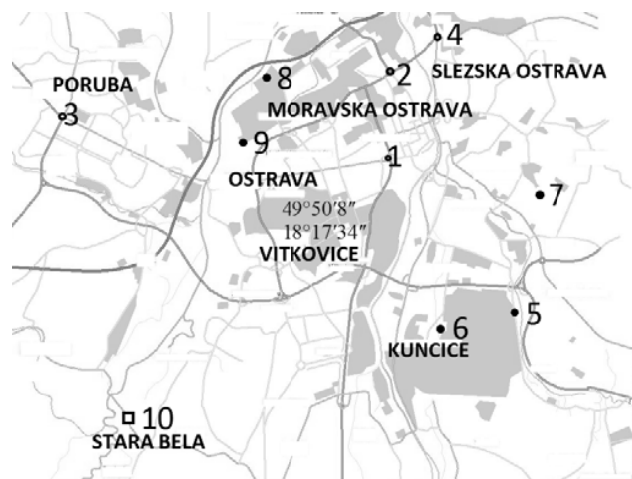 4
8
2
PORUBA
SLEZSKA OSTRAVA
MORAVSKA OSTRAVA
3
9
1
OSTRAVA
7
49°50′8″
18°17′34″
VITKOVICE
5
6
KUNCICE
10
STARA BELA